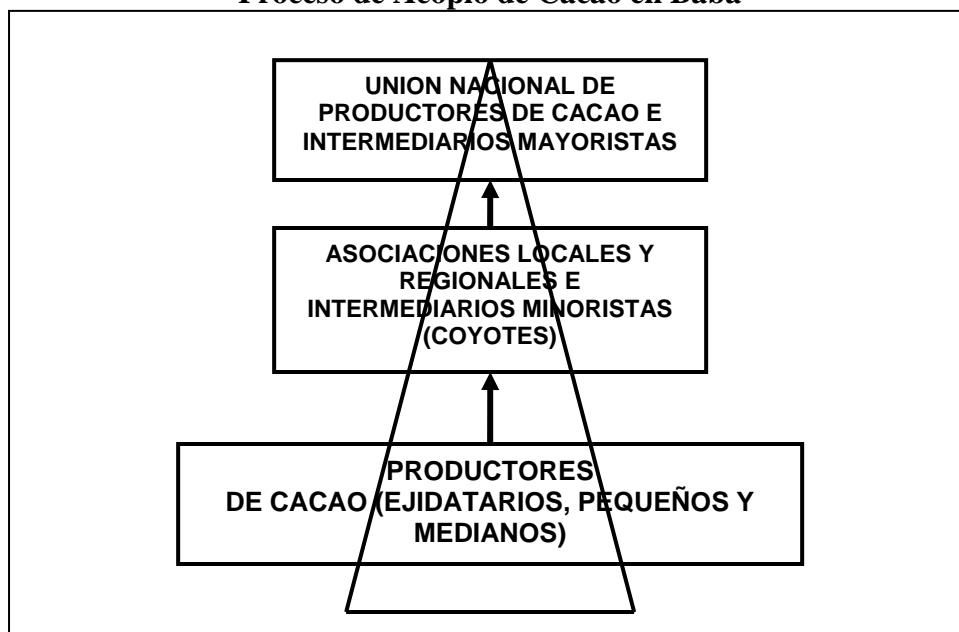 Proceso de Acopio de Cacao en Baba
UNION NACIONAL DE
PRODUCTORES DE CACAO E
INTERMEDIARIOS MAYORISTAS
ASOCIACIONES LOCALES Y
REGIONALES E
INTERMEDIARIOS MINORISTAS
(COYOTES)
PRODUCTORES
DE CACAO (EJIDATARIOS, PEQUEÑOS Y
MEDIANOS)